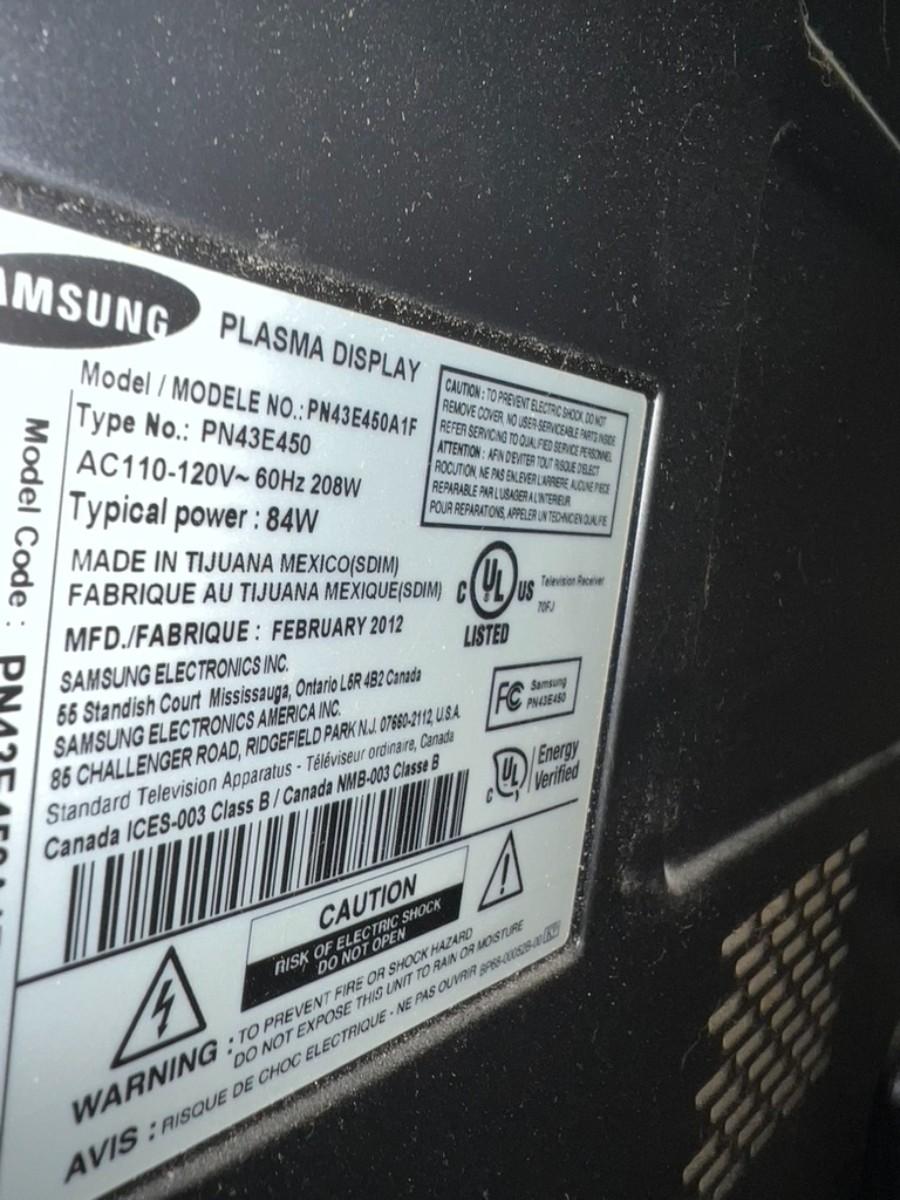 AMSUNG
PLASMA DISPLAY
Model / MODELE NO.: PN43E450A1F
Type No.: PN43E450
AC110-120V~ 60Hz 208W
Typical power : 84W
CAUTION : TO PREVENT ELECTRIC SHOCK, DO NOT
REMOVE COVER, NO USER-SERVICEABLE PARTS INSIDE
REFER SERVICING TO QUALIFIED SERVICE PERSONNEL
ATTENTION : AFIN D'EVITER TOUT RISQUE D'ELECT
ROCUTION, NE PAS ENLEVER L'ARRIERE, AUCUNE PIECE
REPARABLE PAR L'USAGER A L'INTERIEUR.
POUR REPARATIONS, APPELER UN TECHNICIEN QUALIFIE
MADE IN TIJUANA MEXICO(SDIM)
FABRIQUE AU TIJUANA MEXIQUE(SDIM)
C UL US
LISTED
Television Receiver
70FJ
MFD./FABRIQUE : FEBRUARY 2012
SAMSUNG ELECTRONICS INC.
55 Standish Court Mississauga, Ontario L5R 4B2 Canada
SAMSUNG ELECTRONICS AMERICA INC.
85 CHALLENGER ROAD, RIDGEFIELD PARK N.J. 07660-2112, U.S.A.
Standard Television Apparatus - Téléviseur ordinaire, Canada
Canada ICES-003 Class B / Canada NMB-003 Classe B
FC Samsung
PN43E450
C UL Energy
Verified
CAUTION
RISK OF ELECTRIC SHOCK
DO NOT OPEN
WARNING : TO PREVENT FIRE OR SHOCK HAZARD
DO NOT EXPOSE THIS UNIT TO RAIN OR MOISTURE
AVIS : RISQUE DE CHOC ELECTRIQUE - NE PAS OUVRIR BP68-00052B-00
Model Code : PN43E450